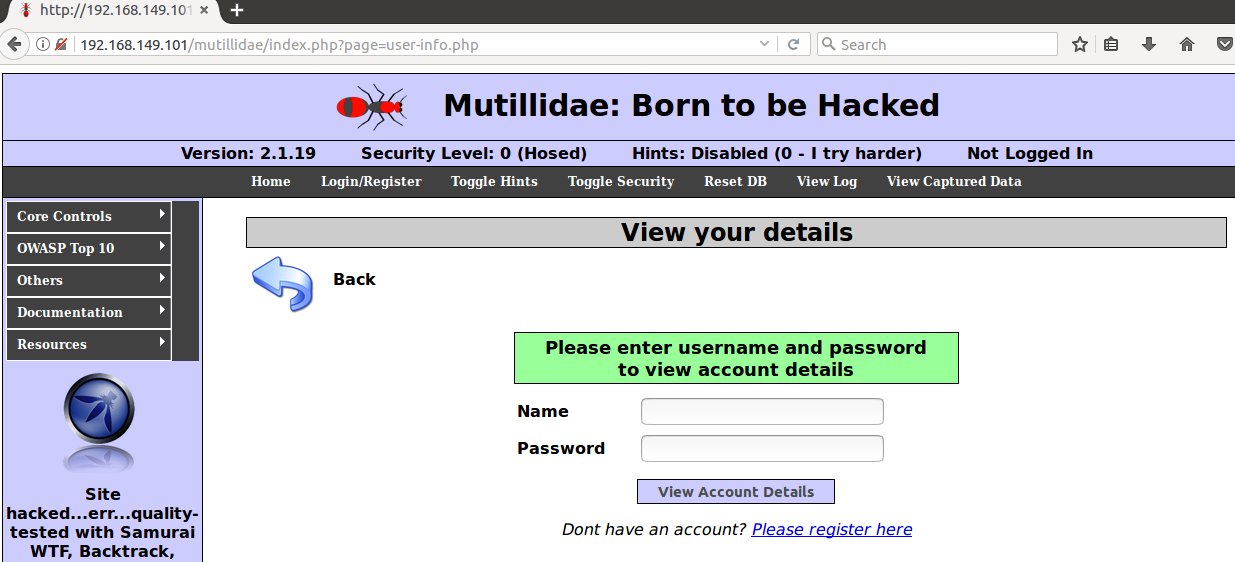 http://192.168.149.101
192.168.149.101/mutillidae/index.php?page=user-info.php
Search
Mutillidae: Born to be Hacked
Version: 2.1.19 Security Level: 0 (Hosed) Hints: Disabled (0 - I try harder) Not Logged In
Home Login/Register Toggle Hints Toggle Security Reset DB View Log View Captured Data
Core Controls
OWASP Top 10
Others
Documentation
Resources
Site
hacked...err...quality-
tested with Samurai
WTF, Backtrack,
View your details
Back
Please enter username and password
to view account details
Name
Password
View Account Details
Dont have an account? Please register here